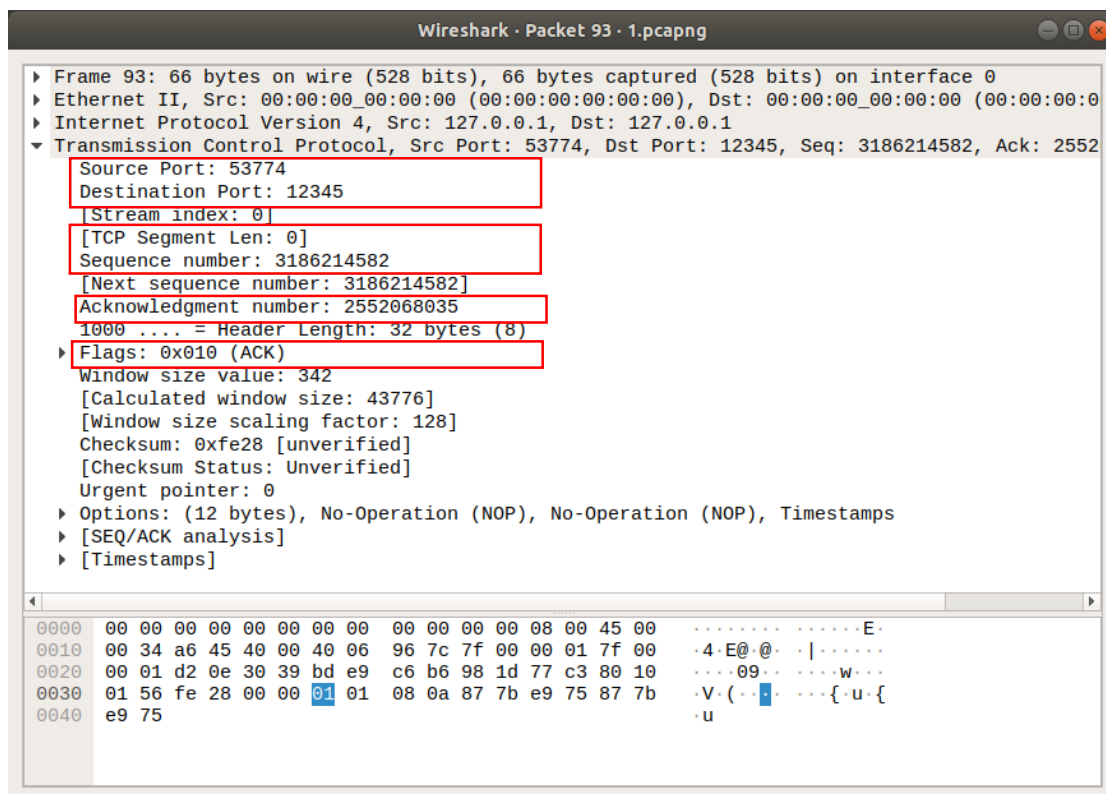 Wireshark · Packet 93 · 1.pcapng
Frame 93: 66 bytes on wire (528 bits), 66 bytes captured (528 bits) on interface 0
Ethernet II, Src: 00:00:00_00:00:00 (00:00:00:00:00:00), Dst: 00:00:00_00:00:00 (00:00:00:0
Internet Protocol Version 4, Src: 127.0.0.1, Dst: 127.0.0.1
Transmission Control Protocol, Src Port: 53774, Dst Port: 12345, Seq: 3186214582, Ack: 2552
Source Port: 53774
Destination Port: 12345
[Stream index: 0]
[TCP Segment Len: 0]
Sequence number: 3186214582
[Next sequence number: 3186214582]
Acknowledgment number: 2552068035
1000 .... = Header Length: 32 bytes (8)
Flags: 0x010 (ACK)
Window size value: 342
[Calculated window size: 43776]
[Window size scaling factor: 128]
Checksum: 0xfe28 [unverified]
[Checksum Status: Unverified]
Urgent pointer: 0
Options: (12 bytes), No-Operation (NOP), No-Operation (NOP), Timestamps
[SEQ/ACK analysis]
[Timestamps]
0000 00 00 00 00 00 00 00 00 00 00 00 00 08 00 45 00 ········ ······E·
0010 00 34 a6 45 40 00 40 06 96 7c 7f 00 00 01 7f 00 ·4·E@·@· ·|······
0020 00 01 d2 0e 30 39 bd e9 c6 b6 98 1d 77 c3 80 10 ····09·· ····w···
0030 01 56 fe 28 00 00 01 01 08 0a 87 7b e9 75 87 7b ·V·(···· ···{·u·{
0040 e9 75 ·u